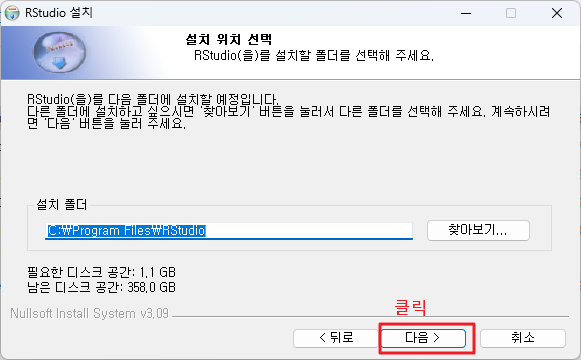 RStudio 설치
설치 위치 선택
RStudio(을)를 설치할 폴더를 선택해 주세요.
RStudio(을)를 다음 폴더에 설치할 예정입니다.
다른 폴더에 설치하고 싶으시면 '찾아보기' 버튼을 눌러서 다른 폴더를 선택해 주세요. 계속하시려
면 '다음' 버튼을 눌러 주세요.
설치 폴더
C:₩Program Files₩RStudio
찾아보기...
필요한 디스크 공간: 1.1 GB
남은 디스크 공간: 358.0 GB
Nullsoft Install System v3.09
클릭
< 뒤로
다음 >
취소